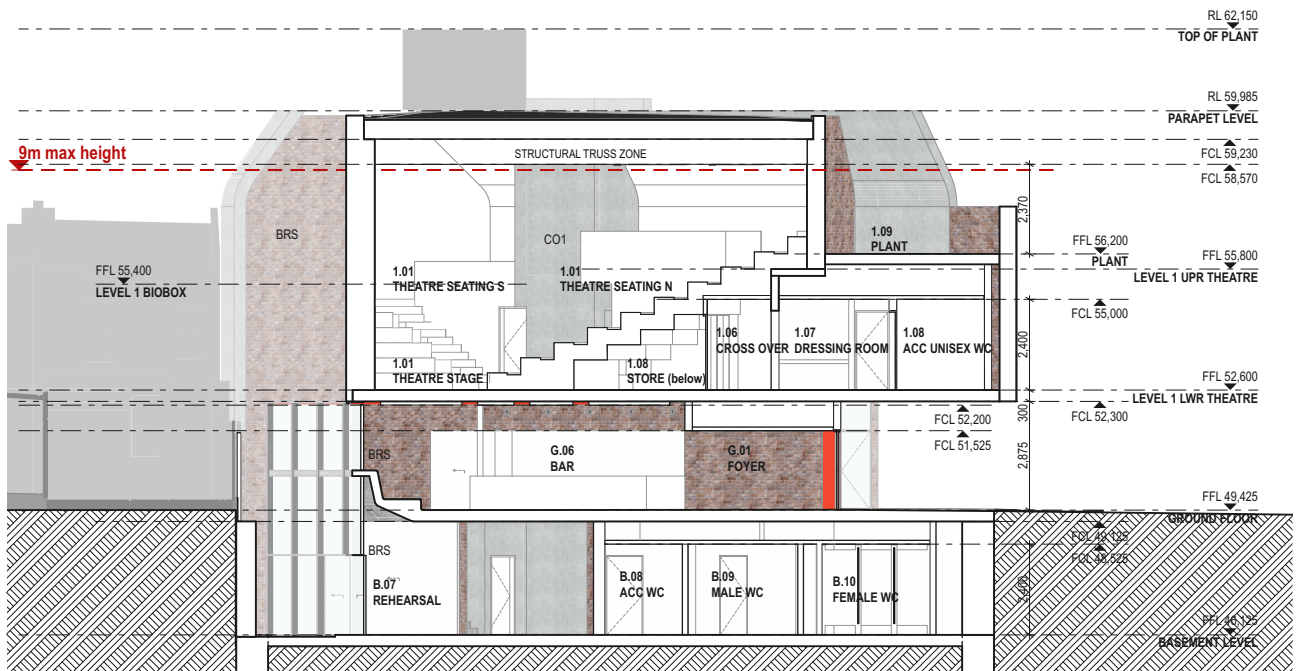 RL 62,150
TOP OF PLANT
RL 59,985
PARAPET LEVEL
9m max height
STRUCTURAL TRUSS ZONE
FCL 59,230
FCL 58,570
2,370
BRS
CO1
1.09
PLANT
FFL 56,200
PLANT
FFL 55,800
LEVEL 1 UPR THEATRE
FFL 55,400
LEVEL 1 BIOBOX
1.01
THEATRE SEATING S
1.01
THEATRE SEATING N
FCL 55,000
2,400
1.06
CROSS OVER
1.07
DRESSING ROOM
1.08
ACC UNISEX WC
1.01
THEATRE STAGE
1.08
STORE (below)
FFL 52,600
LEVEL 1 LWR THEATRE
300
FCL 52,200
FCL 52,300
FCL 51,525
2,875
BRS
G.06
BAR
G.01
FOYER
FFL 49,425
GROUND FLOOR
FCL 49,125
FCL 48,525
2,400
BRS
B.07
REHEARSAL
B.08
ACC WC
B.09
MALE WC
B.10
FEMALE WC
FFL 46,125
BASEMENT LEVEL